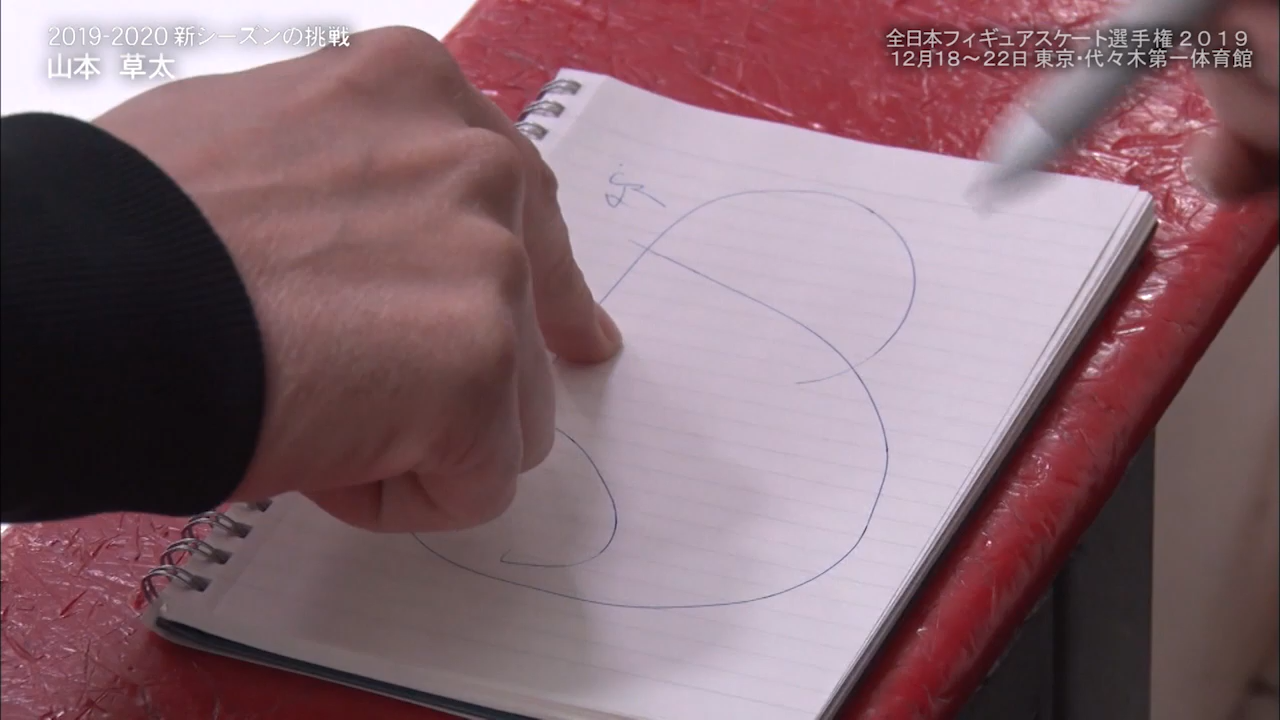 2019-2020 新シーズンの挑戦
山本 草太
全日本フィギュアスケート選手権2019
12月18〜22日 東京・代々木第一体育館